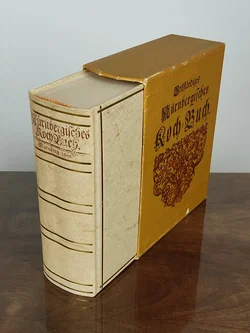 Nürnbergisches
Koch Buch.
Vollständiges
Nürnbergisches
Koch Buch.